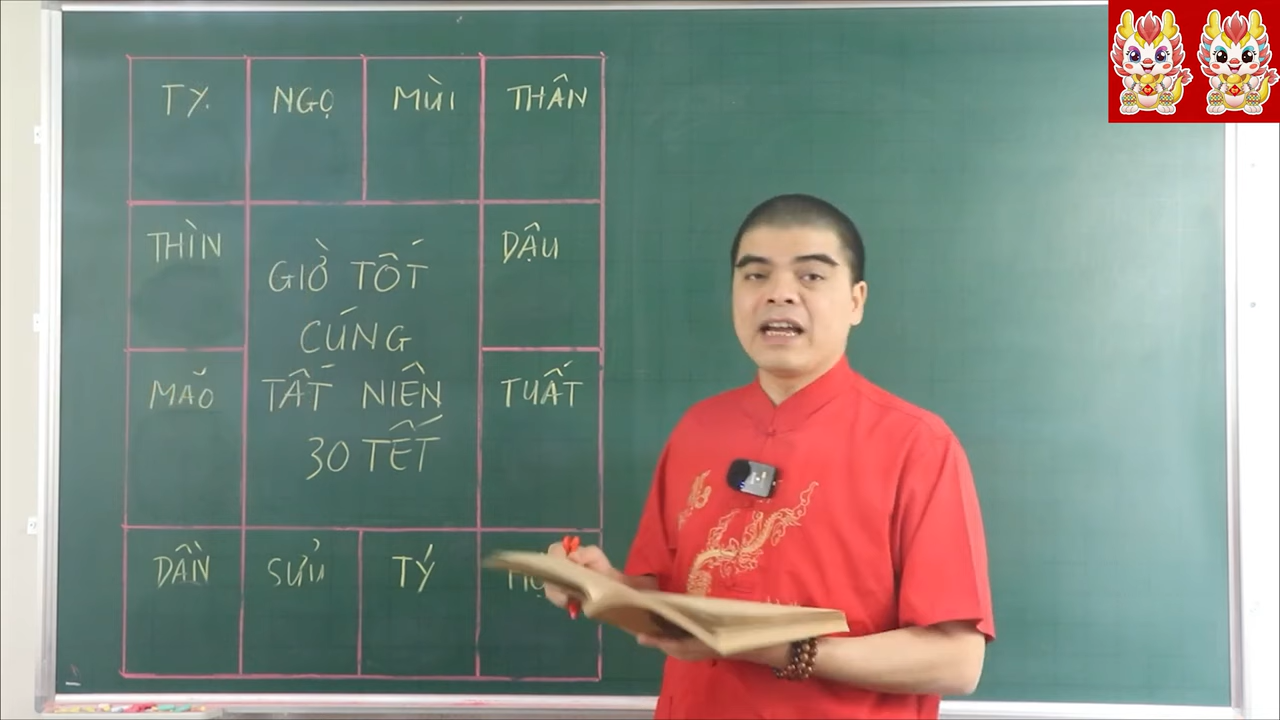 TỴ
NGỌ
MÙI
THÂN
THÌN
DẬU
GIỜ TỐT
CÚNG
TẤT NIÊN
30 TẾT
MÃO
TUẤT
DẦN
SỬU
TÝ